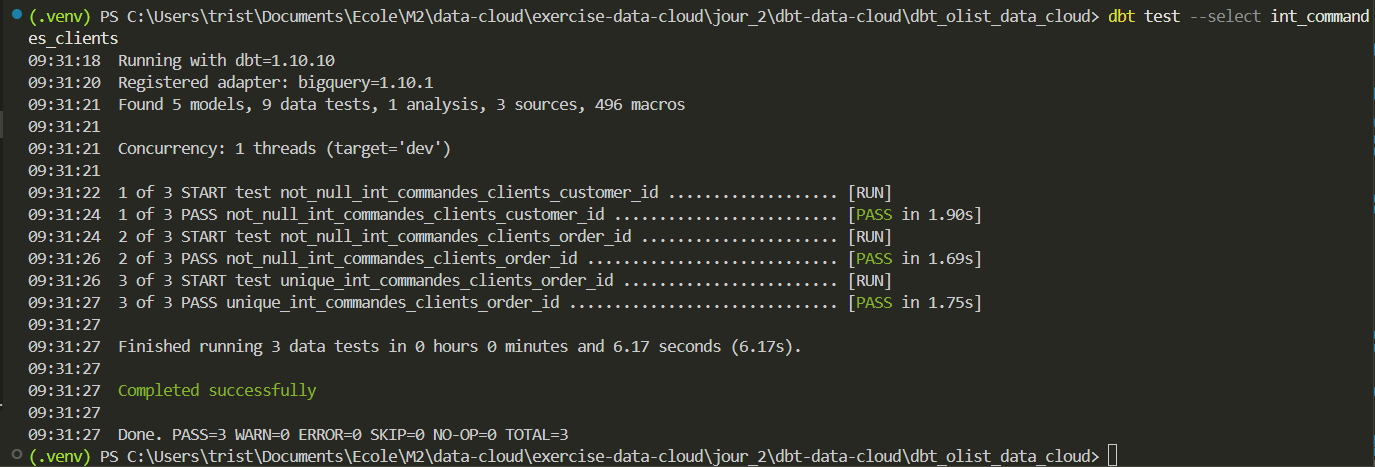 (.venv) PS C:\Users\trist\Documents\Ecole\M2\data-cloud\exercise-data-cloud\jour_2\dbt-data-cloud\dbt_olist_data_cloud> dbt test --select int_command
es_clients
09:31:18  Running with dbt=1.10.10
09:31:20  Registered adapter: bigquery=1.10.1
09:31:21  Found 5 models, 9 data tests, 1 analysis, 3 sources, 496 macros
09:31:21
09:31:21  Concurrency: 1 threads (target='dev')
09:31:21
09:31:22  1 of 3 START test not_null_int_commandes_clients_customer_id ................... [RUN]
09:31:24  1 of 3 PASS not_null_int_commandes_clients_customer_id ......................... [PASS in 1.90s]
09:31:24  2 of 3 START test not_null_int_commandes_clients_order_id ...................... [RUN]
09:31:26  2 of 3 PASS not_null_int_commandes_clients_order_id ............................ [PASS in 1.69s]
09:31:26  3 of 3 START test unique_int_commandes_clients_order_id ........................ [RUN]
09:31:27  3 of 3 PASS unique_int_commandes_clients_order_id .............................. [PASS in 1.75s]
09:31:27
09:31:27  Finished running 3 data tests in 0 hours 0 minutes and 6.17 seconds (6.17s).
09:31:27
09:31:27  Completed successfully
09:31:27
09:31:27  Done. PASS=3 WARN=0 ERROR=0 SKIP=0 NO-OP=0 TOTAL=3
(.venv) PS C:\Users\trist\Documents\Ecole\M2\data-cloud\exercise-data-cloud\jour_2\dbt-data-cloud\dbt_olist_data_cloud>